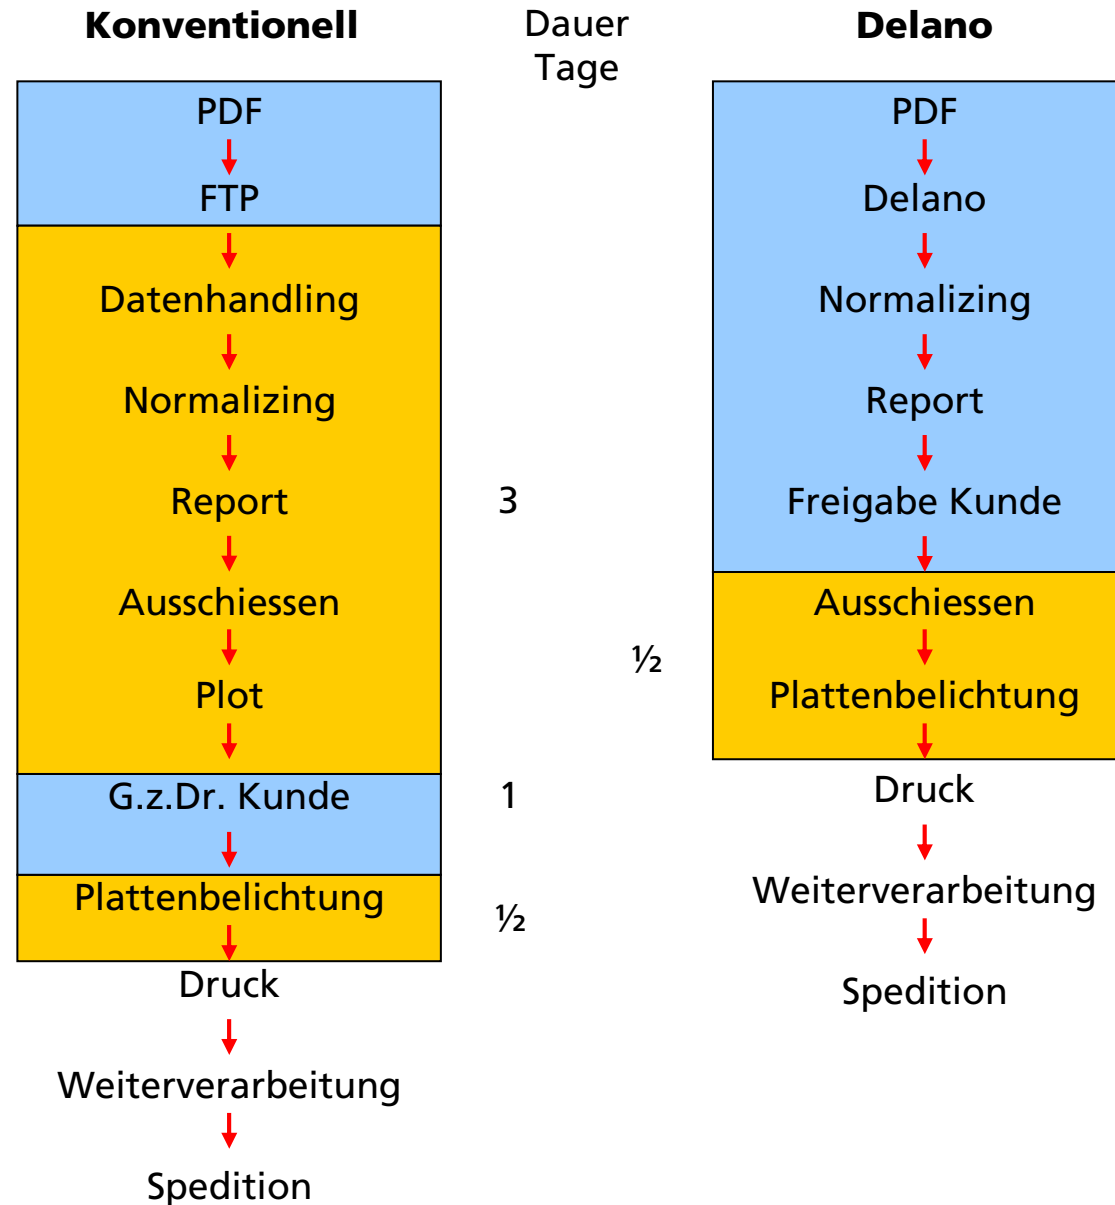 Konventionell
PDF
FTP
Datenhandling
Normalizing
Report
Ausschiessen
Plot
G.z.Dr. Kunde
Plattenbelichtung
Druck
Weiterverarbeitung
Spedition
Dauer
Tage
3
1
½
½
Delano
PDF
Delano
Normalizing
Report
Freigabe Kunde
Ausschiessen
Plattenbelichtung
Druck
Weiterverarbeitung
Spedition